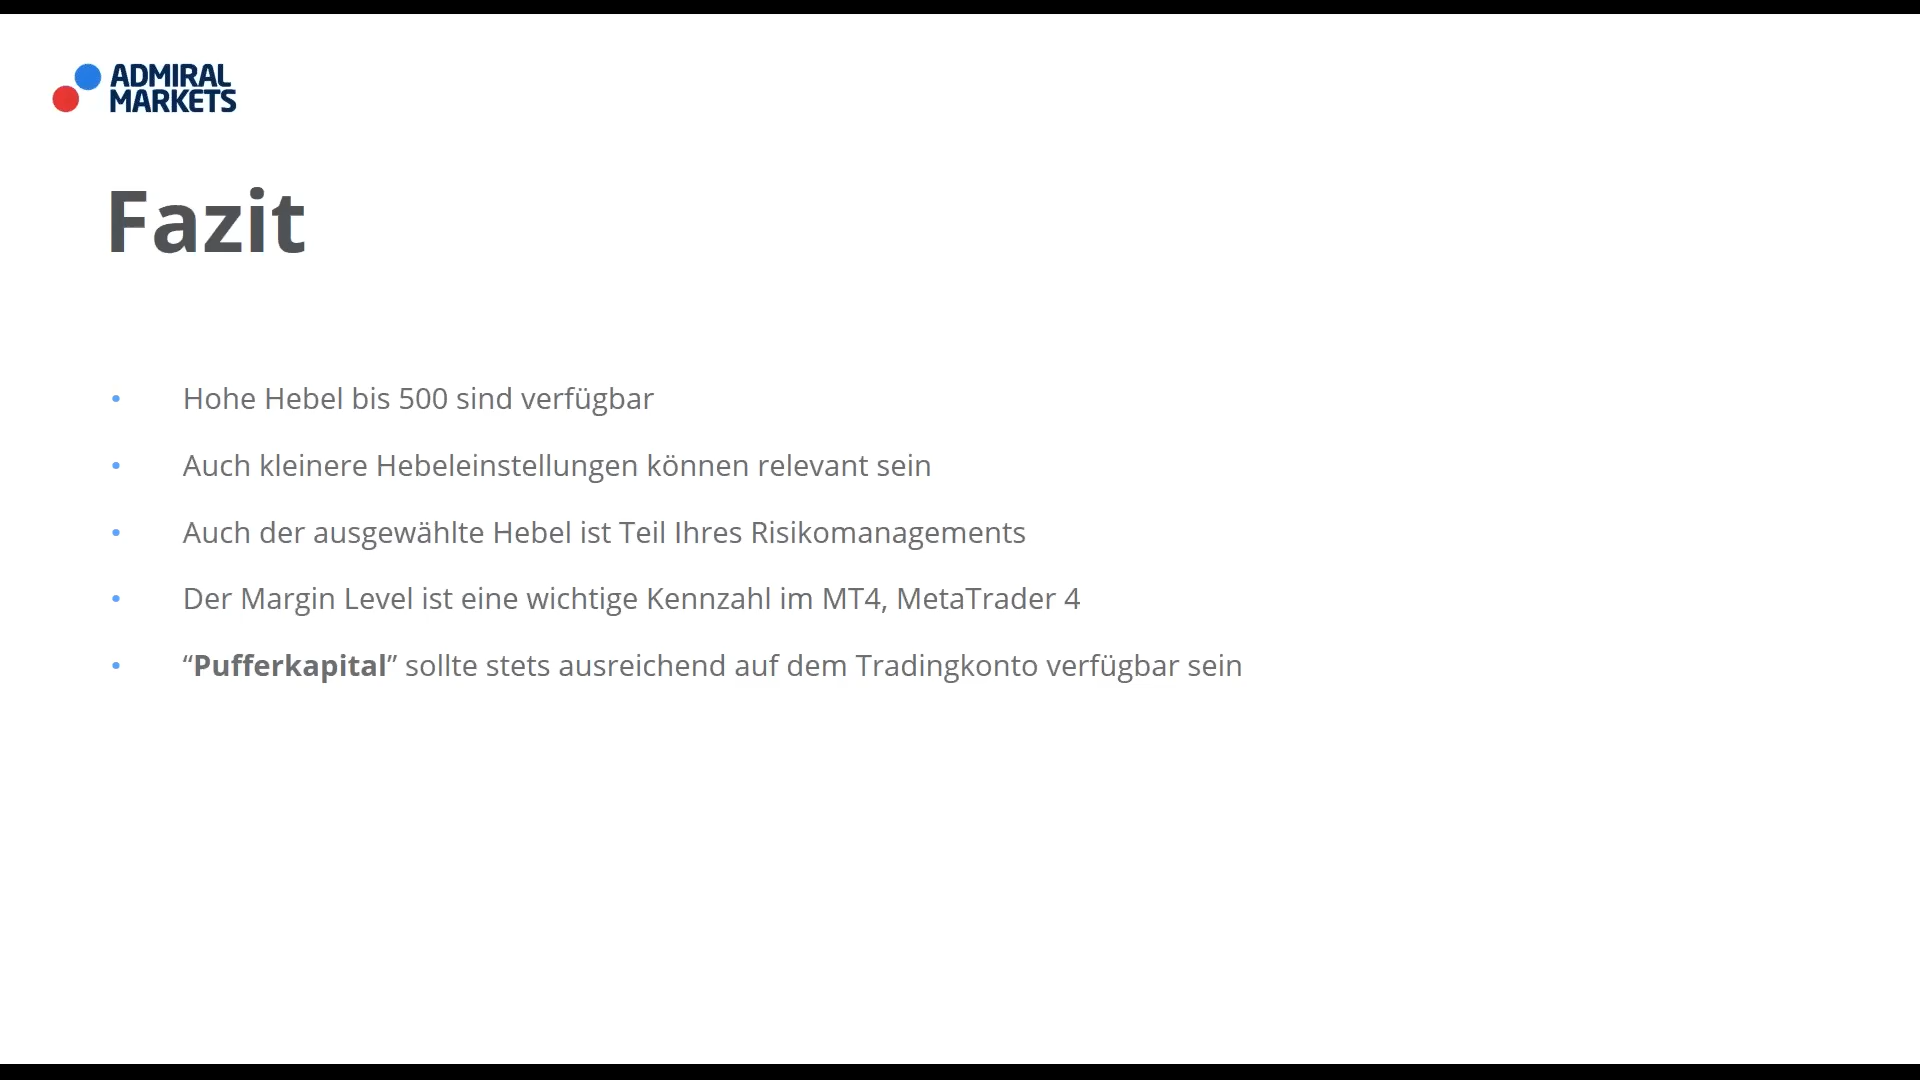 ADMIRAL
MARKETS
Fazit
• Hohe Hebel bis 500 sind verfügbar
• Auch kleinere Hebeleinstellungen können relevant sein
• Auch der ausgewählte Hebel ist Teil Ihres Risikomanagements
• Der Margin Level ist eine wichtige Kennzahl im MT4, MetaTrader 4
• “Pufferkapital” sollte stets ausreichend auf dem Tradingkonto verfügbar sein